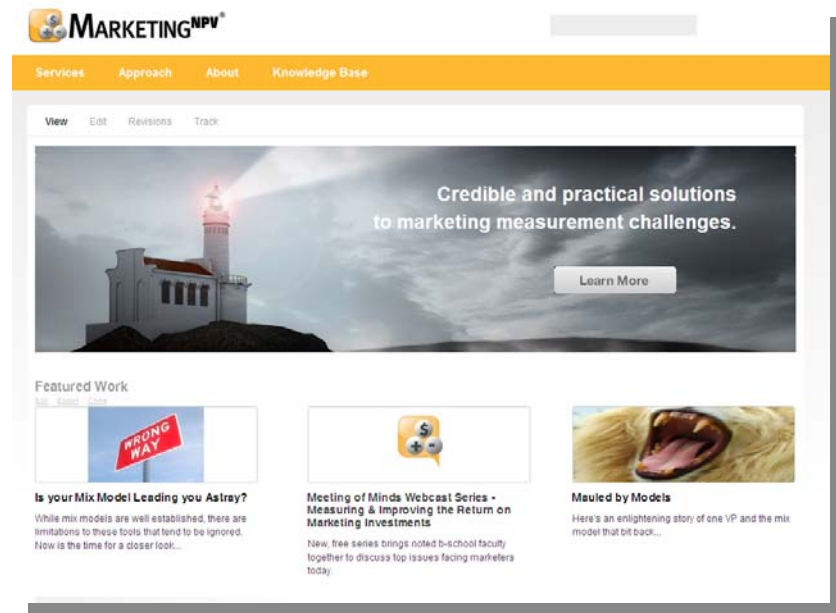 MARKETINGNPV®
Services Approach About Knowledge Base
View Edit Revisions Track
Credible and practical solutions
to marketing measurement challenges.
Learn More
Featured Work
WRONG
WAY
Is your Mix Model Leading you Astray?
While mix models are well established, there are
limitations to these tools that tend to be ignored.
Now is the time for a closer look...
Meeting of Minds Webcast Series -
Measuring & Improving the Return on
Marketing Investments
New, free series brings noted b-school faculty
together to discuss top issues facing marketers
today.
Mauled by Models
Here's an enlightening story of one VP and the mix
model that bit back...